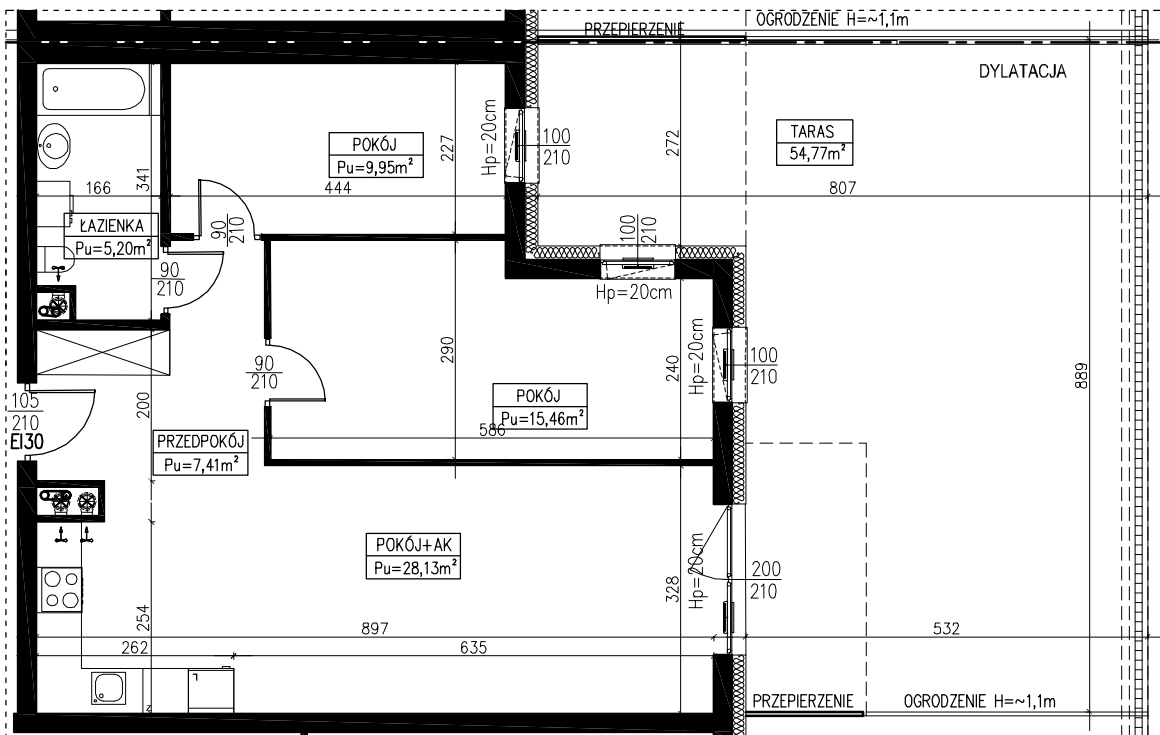 OGRODZENIE H=~1,1m
PRZEPIERZENIE
DYLATACJA
TARAS
54,77m²
POKÓJ
Pu=9,95m²
227
Hp=20cm
100
210
272
166
341
444
807
ŁAZIENKA
Pu=5,20m²
90
210
100
210
90
210
Hp=20cm
290
240
90
210
Hp=20cm
100
210
889
POKÓJ
Pu=15,46m²
586
105
210
EI30
200
PRZEDPOKÓJ
Pu=7,41m²
POKÓJ+AK
Pu=28,13m²
Hp=20cm
200
210
328
254
897
532
262
635
PRZEPIERZENIE
OGRODZENIE H=~1,1m